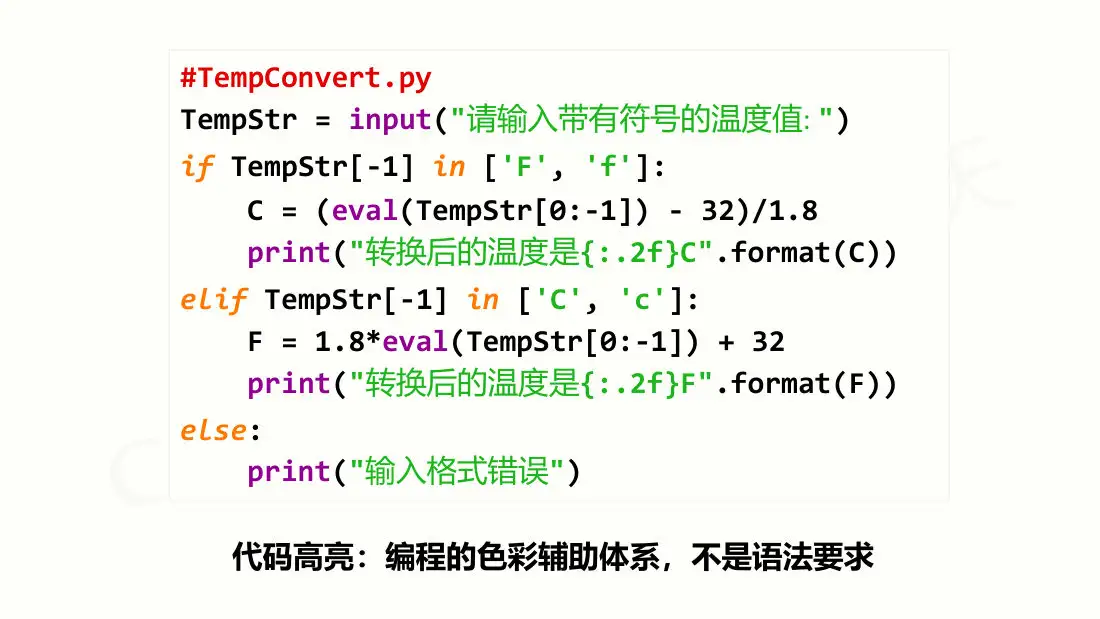 #TempConvert.py
TempStr = input("请输入带有符号的温度值: ")
if TempStr[-1] in ['F', 'f']:
    C = (eval(TempStr[0:-1]) - 32)/1.8
    print("转换后的温度是{:.2f}C".format(C))
elif TempStr[-1] in ['C', 'c']:
    F = 1.8*eval(TempStr[0:-1]) + 32
    print("转换后的温度是{:.2f}F".format(F))
else:
    print("输入格式错误")
代码高亮：编程的色彩辅助体系，不是语法要求